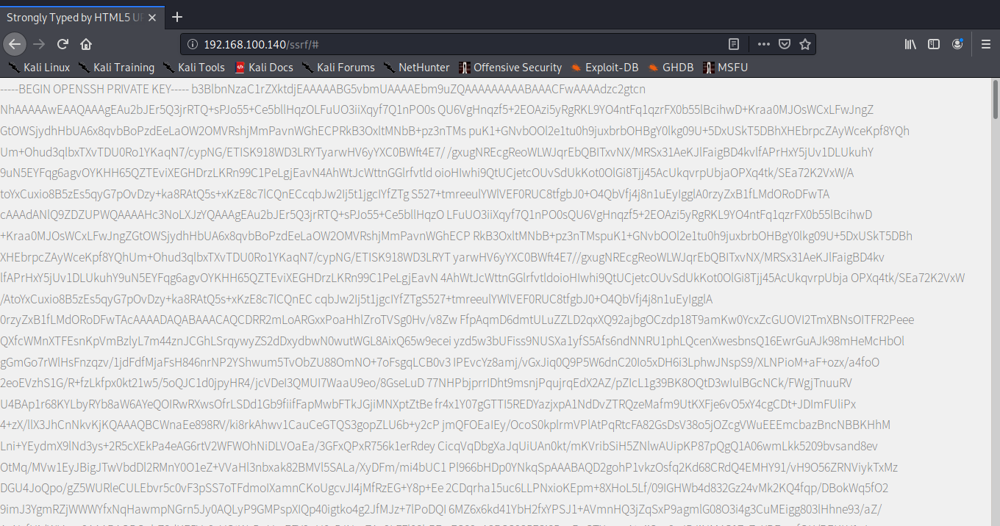 Strongly Typed by HTML5 UP
192.168.100.140/ssrf/#
Kali Linux Kali Training Kali Tools Kali Docs Kali Forums NetHunter Offensive Security Exploit-DB GHDB MSFU
-----BEGIN OPENSSH PRIVATE KEY----- b3BlbnNzaC1rZXktdjEAAAAABG5vbmUAAAAEbm9uZQAAAAAAAAABAAACFwAAAAdzc2gtcn
NhAAAAAwEAAQAAAgEAu2bJEr5Q3jrRTQ+sPJo55+Ce5bllHqzOLFuUO3iiXqyf7Q1nPO0s QU6VgHnqzf5+2EOAzi5yRgRKL9YO4ntFq1qzrFX0b55lBcihwD+Kraa0MJOsWCxLFwJngZ
GtOWSjydhHbUA6x8qvbBoPzdEeLaOW2OMVRshjMmPavnWGhECPRkB3OxltMNbB+pz3nTMs puK1+GNvbOOl2e1tu0h9juxbrbOHBgY0lkg09U+5DxUSkT5DBhXHEbrpcZAyWceKpf8YQh
Um+Ohud3qlbxTXvTDU0Ro1YKaqN7/cypNG/ETISK918WD3LRYTyarwHV6yYXC0BWft4E7/ /gxugNREcgReoWLWJqrEbQBITxvNX/MRSx31AeKJlFaigBD4kvlfAPrHxY5jUv1DLUkuhY
9uN5EYFqg6agvOYKHH65QZTEviXEGHDrzLKRn99C1PeLgjEavN4AhWtJcWttnGGlrfvtld oioHIwhi9QtUCjetcOUvSdUkKot0OlGi8Tjj45AcUkqvrpUbjaOPXq4tk/SEa72K2VxW/A
toYxCuxio8B5zEs5qyG7pOvDzy+ka8RAtQ5s+xKzE8c7lCQnECcqbJw2Ij5t1jgcIYfZTg S527+tmreeulYWlVEF0RUC8tfgbJ0+O4QbVfj4j8n1uEyIgglA0rzyZxB1fLMdORoDFwTA
cAAAdANlQ9ZDZUPWQAAAAHc3NoLXJzYQAAAgEAu2bJEr5Q3jrRTQ+sPJo55+Ce5bllHqzO LFuUO3iiXqyf7Q1nPO0sQU6VgHnqzf5+2EOAzi5yRgRKL9YO4ntFq1qzrFX0b55lBcihwD
+Kraa0MJOsWCxLFwJngZGtOWSjydhHbUA6x8qvbBoPzdEeLaOW2OMVRshjMmPavnWGhECP RkB3OxltMNbB+pz3nTMspuK1+GNvbOOl2e1tu0h9juxbrbOHBgY0lkg09U+5DxUSkT5DBh
XHEbrpcZAyWceKpf8YQhUm+Ohud3qlbxTXvTDU0Ro1YKaqN7/cypNG/ETISK918WD3LRYT yarwHV6yYXC0BWft4E7//gxugNREcgReoWLWJqrEbQBITxvNX/MRSx31AeKJlFaigBD4kv
lfAPrHxY5jUv1DLUkuhY9uN5EYFqg6agvOYKHH65QZTEviXEGHDrzLKRn99C1PeLgjEavN 4AhWtJcWttnGGlrfvtldoioHIwhi9QtUCjetcOUvSdUkKot0OlGi8Tjj45AcUkqvrpUbja OPXq4tk/SEa72K2VxW
/AtoYxCuxio8B5zEs5qyG7pOvDzy+ka8RAtQ5s+xKzE8c7lCQnEC cqbJw2Ij5t1jgcIYfZTgS527+tmreeulYWlVEF0RUC8tfgbJ0+O4QbVfj4j8n1uEyIgglA
0rzyZxB1fLMdORoDFwTAcAAAADAQABAAACAQCDRR2mLoARGxxPoaHhlZroTVSg0Hv/v8Zw FfpAqmD6dmtULuZZLD2qxXQ92ajbgOCzdp18T9amKw0YcxZcGUOVI2TmXBNsOITFR2Peee
QXfcWMnXTFEsnKpVmBzlyL7m44znJCGhLSrqywyZS2dDxydbwN0wutWGL8AixQ65w9ecei yzd5w3bUFiss9NUSXa1yfS5Afs6ndNNRU1phLQcenXwesbnsQ16EwrGuAJk98mHeMcHbOl
gGmGo7rWlHsFnzqzv/1jdFdfMjaFsH846nrNP2YShwum5TvObZU88OmNO+7oFsgqLCB0v3 IPEvcYz8amj/vGxJiq0Q9P5W6dnC20Io5xDH6i3LphwJNspS9/XLNPioM+aF+ozx/a4foO
2eoEVzhS1G/R+fzLkfpx0kt21w5/5oQJC1d0jpyHR4/jcVDeI3QMUI7WaaU9eo/8GseLuD 77NHPbjprrIDht9msnjPqujrqEdX2AZ/pZIcL1g39BK8OQtD3wIulBGcNCk/FWgjTnuuRV
U4BAp1r68KYLbyRYb8aW6AYeQOIRwRXwsOfrLSDd1Gb9fiifFapMwbFTkJGjiMNXptZtBe fr4x1Y07gGTTI5REDYazjxpA1NdDvZTRQzeMafm9UtKXFje6vO5xY4cgCDt+JDImFUliPx
4+zX/llX3JhCnNkvKjKQAAAQBCWnaEe898RV/ki8rkAhwv1CauCeGTQS3gopZLU6b+y2cP jmQFOEaIEy/OcoS0kplrmVPlAtPqRtcFA82GsDsV38o5jOZcgVWuEEEmcbazBncNBBKHhM
Lni+YEydmX9lNd3ys+2R5cXEkPa4eAG6rtV2WFWOhNiDLVOaEa/3GFxQPxR756k1erRdey CicqVqDbgXaJqUiUAn0kt/mKVribSiH5ZNlwAUipKP87pQgQ1A06wmLkk5209bvsand8ev
OtMq/MVw1EyJBigJTwVbdDl2RMnY0O1eZ+VVaHl3nbxak82BMVl5SALa/XyDFm/mi4bUC1 Pl966bHDp0YNkqSpAAABAQD2gohP1vkzOsfq2Kd68CRdQ4EMHY91/vH9O56ZRNViykTxMz
DGU4JoQpo/gZ5WURleCULEbvr5c0vF3pSS7oTFdmoIXamnCKoUgcvJI4jMfRzEG+Y8p+Ee 2CDqrha15uc6LLPNxioKEpm+8XHoL5Lf/09IGHWb4d832Gz24vMk2KQ4fqp/DBokWq5fO2
9imJ3YgmRZjWWWYfxNqHawmpNGrn5Jy0AQLyP9GMPspXIQp40igtko4g2JfMJz+7lPoDQI 6MZ6x6kd41YbH2fxYPSJ1+AVmnHQ3jZqSxP9agmlG08O3i4g3CuMEigg803lHhne93/aZ/